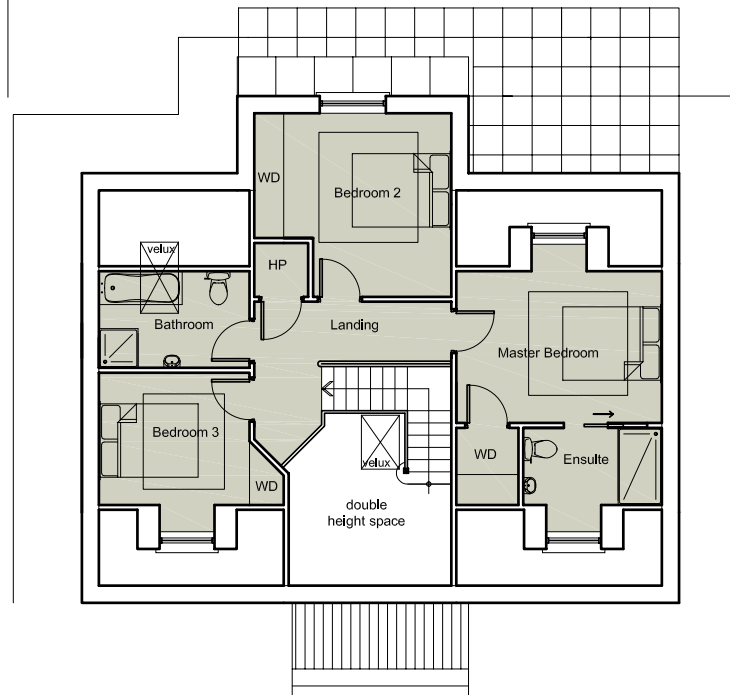 WD
Bedroom 2
velux
HP
Bathroom
Landing
Master Bedroom
Bedroom 3
WD
velux
WD
Ensuite
double
height space